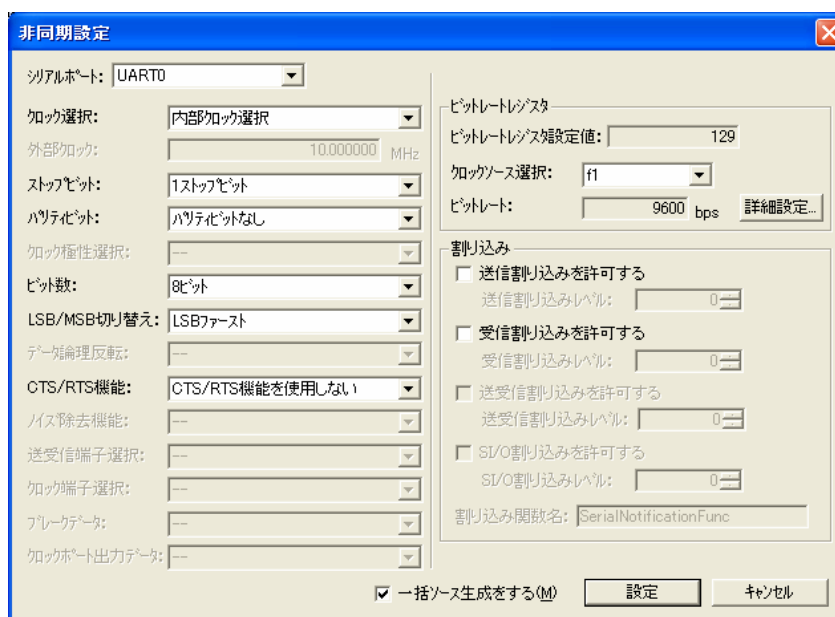 非同期設定
シリアルポート: UART0
クロック選択: 内部クロック選択
外部クロック: 10.000000 MHz
ストップビット: 1ストップビット
パリティビット: パリティビットなし
クロック極性選択: --
ビット数: 8ビット
LSB/MSB切り替え: LSBファースト
データ論理反転: --
CTS/RTS機能: CTS/RTS機能を使用しない
ノイズ除去機能: --
送受信端子選択: --
クロック端子選択: --
ブレークデータ: --
クロックポート出力データ: --
ビットレートレジスタ
ビットレートレジスタ設定値: 129
クロックソース選択: f1
ビットレート: 9600 bps 詳細設定...
割り込み
送信割り込みを許可する
送信割り込みレベル: 0
受信割り込みを許可する
受信割り込みレベル: 0
送受信割り込みを許可する
送受信割り込みレベル: 0
SI/O割り込みを許可する
SI/O割り込みレベル: 0
割り込み関数名: SerialNotificationFunc
一括ソース生成をする(M) 設定 キャンセル